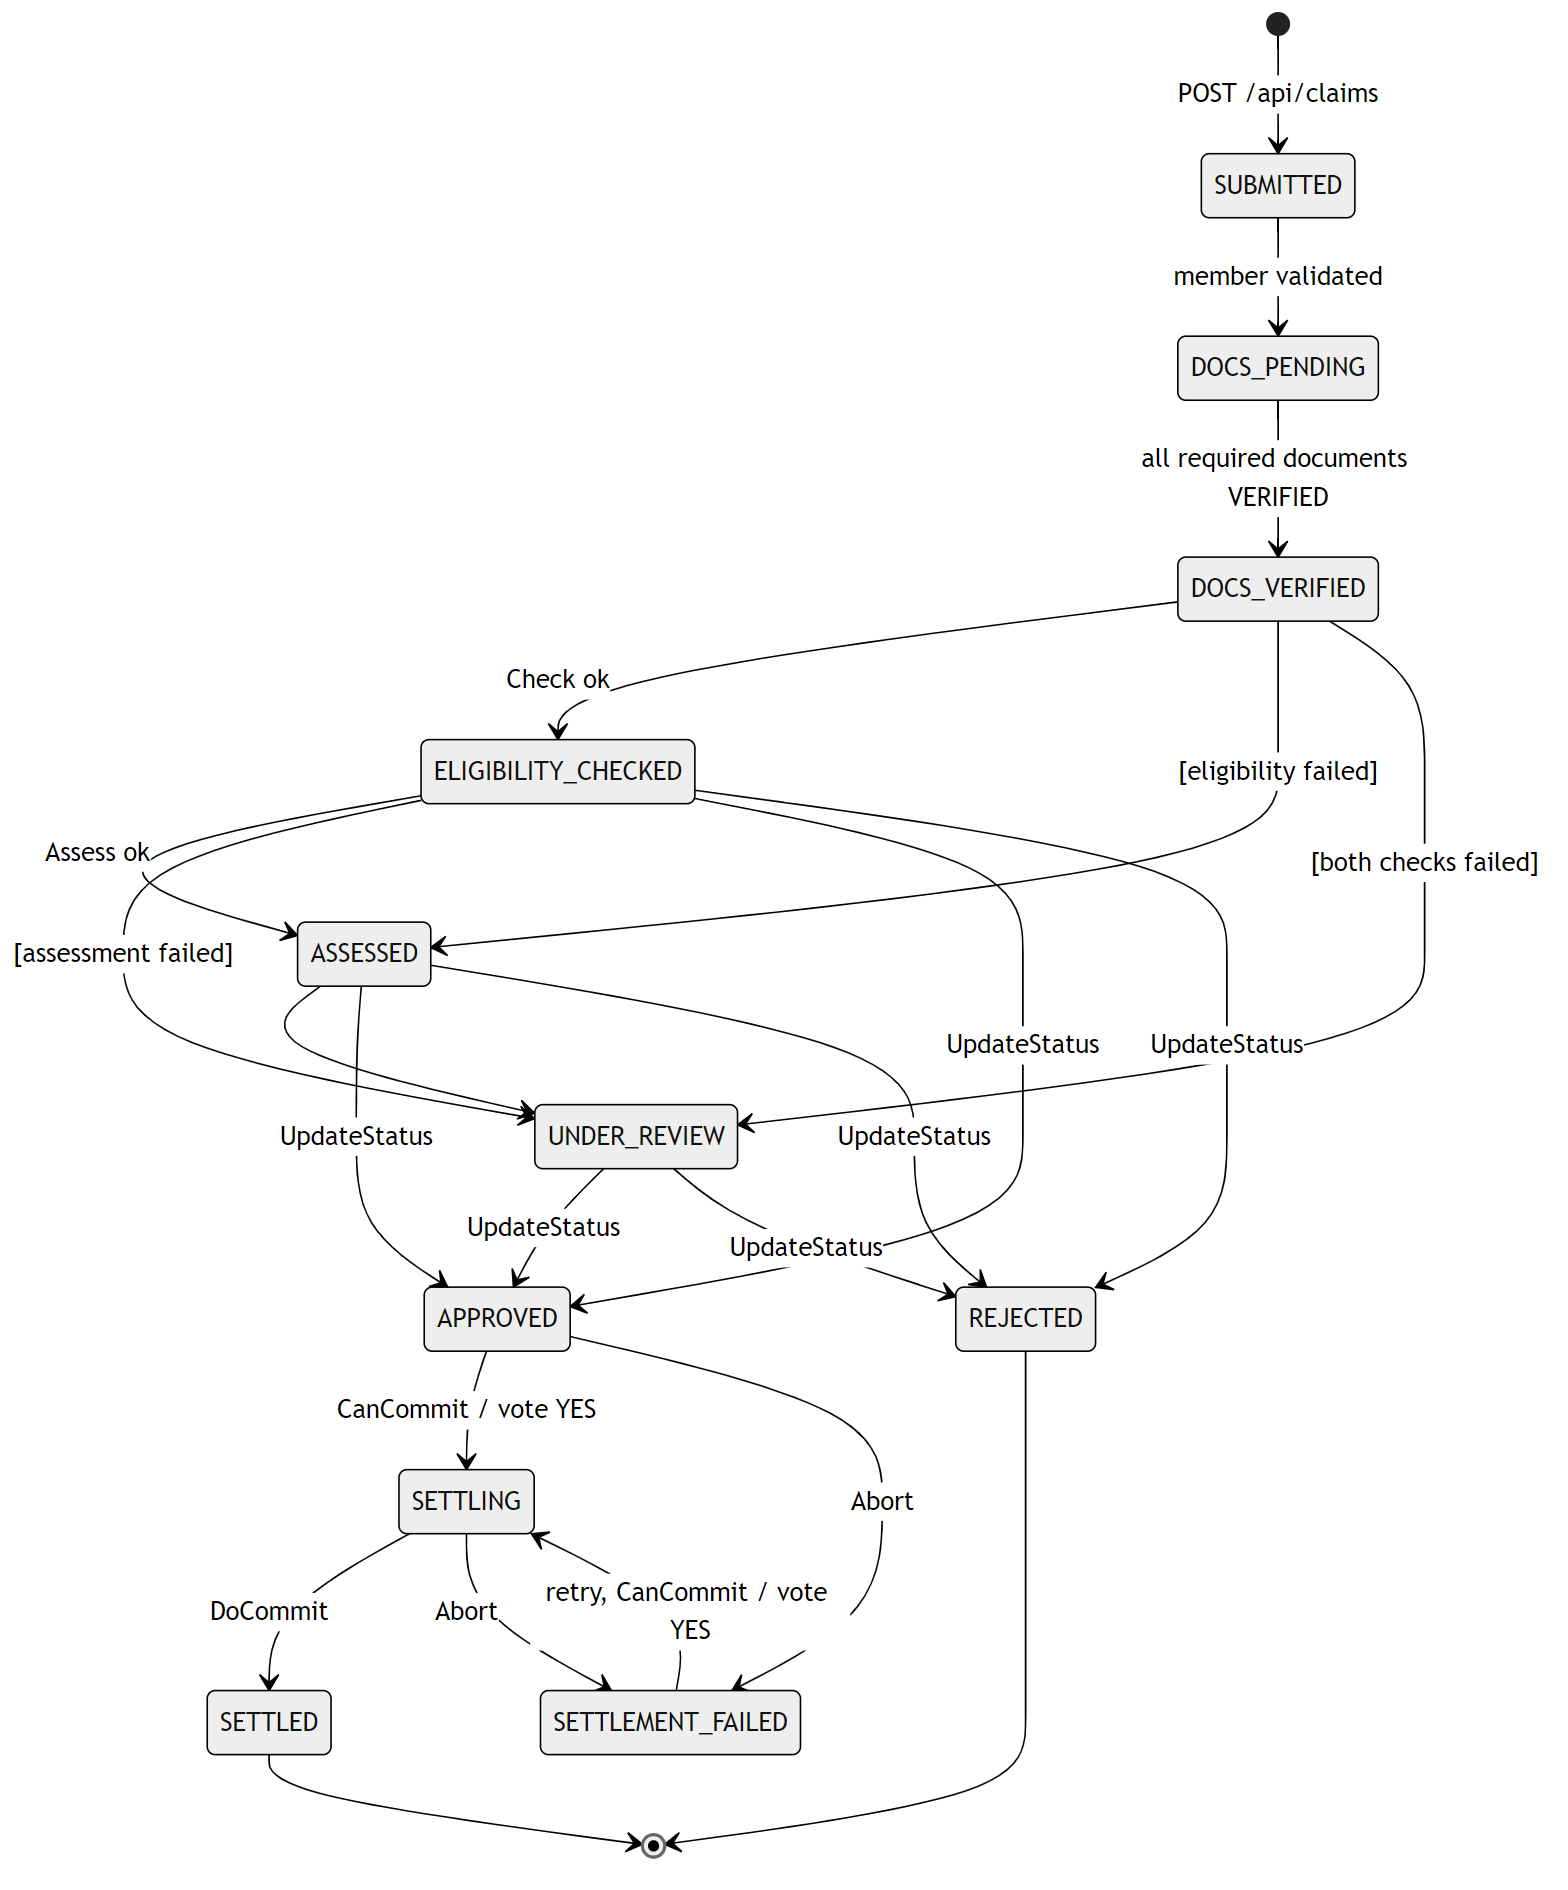 POST /api/claims
SUBMITTED
member validated
DOCS_PENDING
all required documents
VERIFIED
DOCS_VERIFIED
Check ok
ELIGIBILITY_CHECKED
[eligibility failed]
Assess ok
[both checks failed]
[assessment failed]
ASSESSED
UpdateStatus
UpdateStatus
UpdateStatus
UNDER_REVIEW
UpdateStatus
UpdateStatus
UpdateStatus
APPROVED
REJECTED
CanCommit / vote YES
SETTLING
Abort
retry, CanCommit / vote
YES
DoCommit
Abort
SETTLED
SETTLEMENT_FAILED